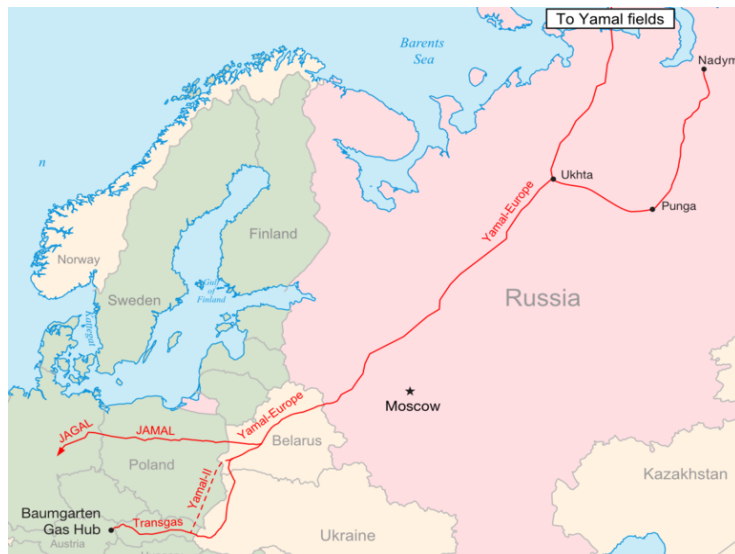 To Yamal fields
Barents
Sea
Nadym
n
Ukhta
Punga
Yamal-Europe
Finland
Norway
Sweden
Gulf
of
Finland
Kattegat
Russia
Moscow
Yamal-Europe
JAGAL
JAMAL
Belarus
Poland
Yamal-II
Kazakhstan
Baumgarten
Gas Hub
Transgas
Ukraine
Austria